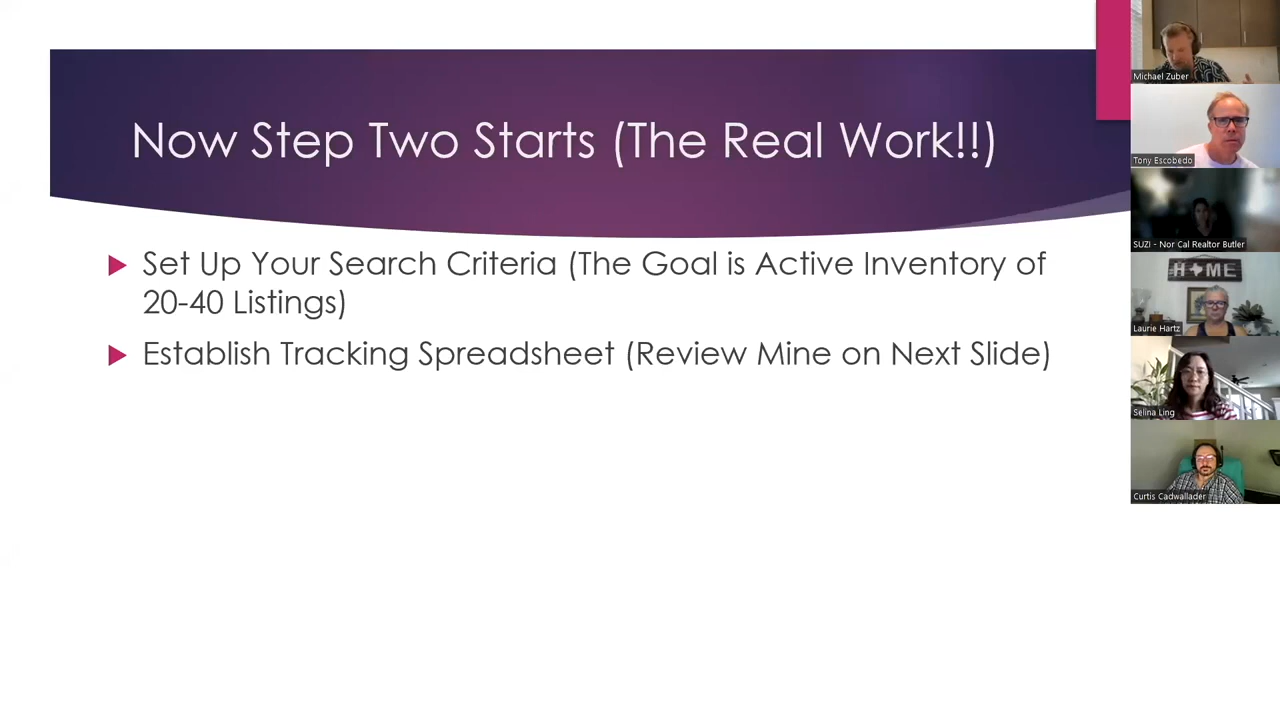 Now Step Two Starts (The Real Work!!)
Set Up Your Search Criteria (The Goal is Active Inventory of
20-40 Listings)
Establish Tracking Spreadsheet (Review Mine on Next Slide)
Michael Zuber
Tony Escobedo
SUZI - Nor Cal Realtor Butler
H ME
Laurie Hartz
Selina Ling
Curtis Cadwallader